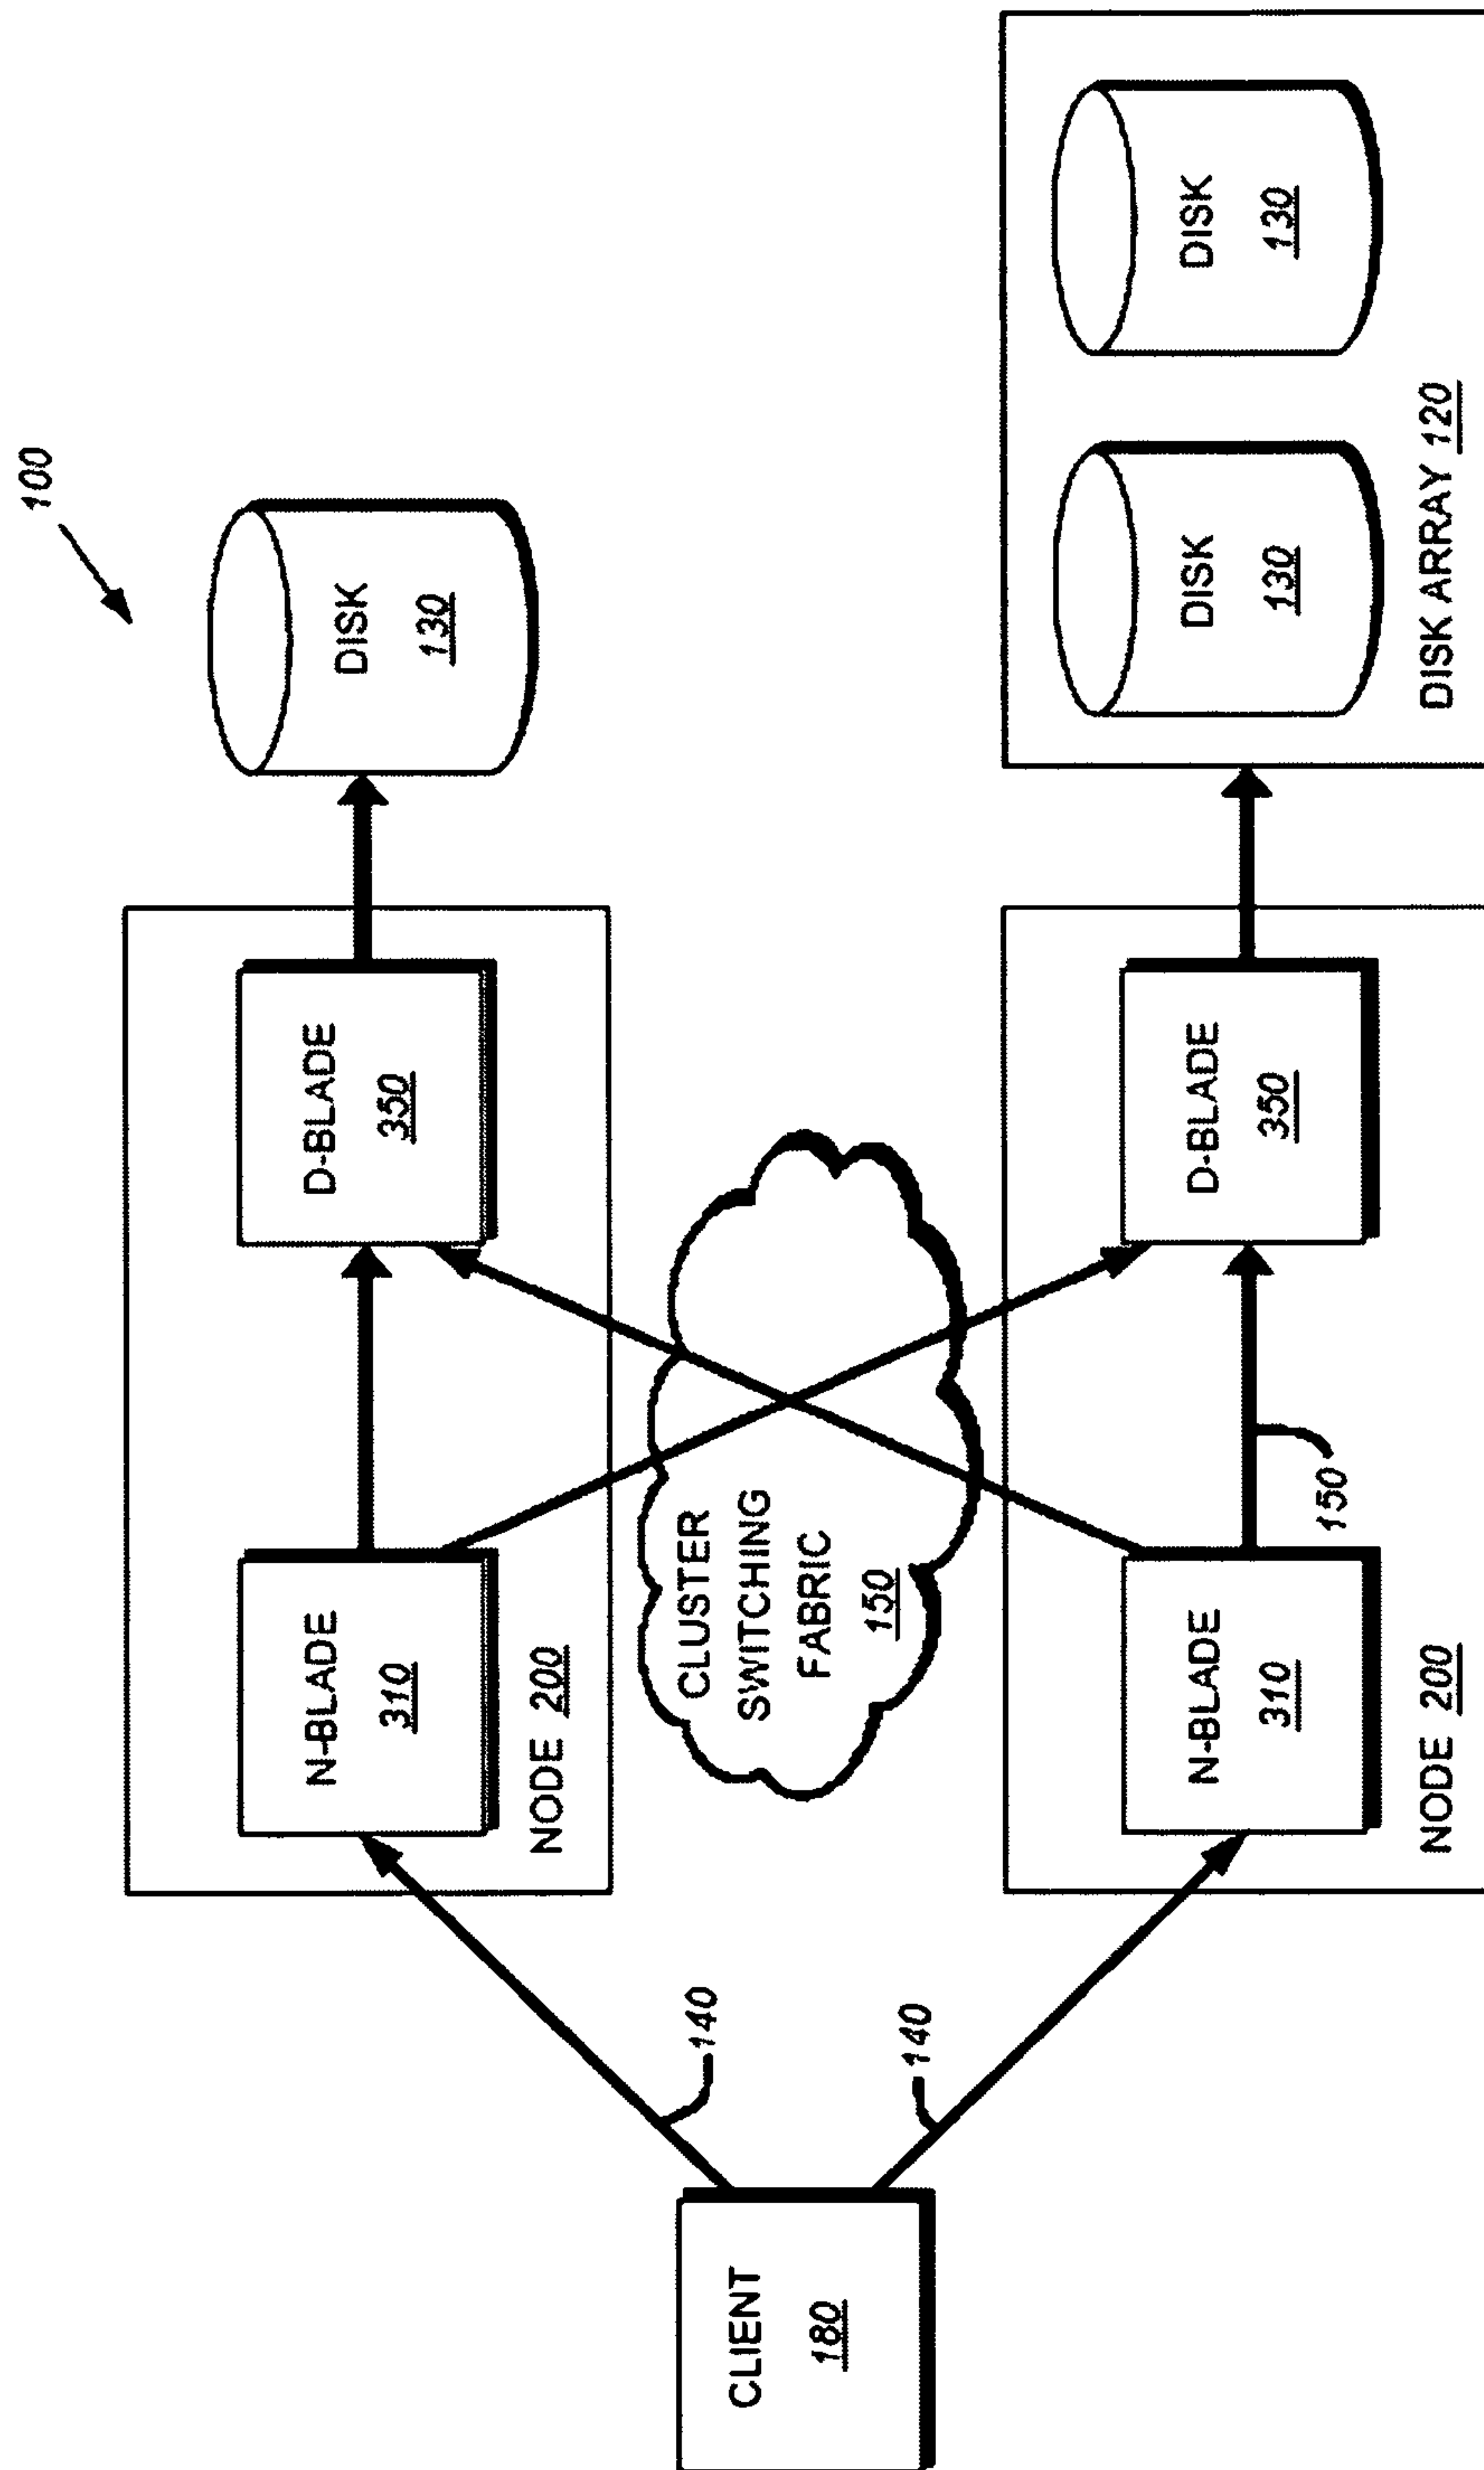 100
DISK
130
D-BLADE
350
N-BLADE
310
NODE 200
140
CLIENT
180
140
CLUSTER
SWITCHING
FABRIC
150
DISK
130
DISK
130
DISK ARRAY 120
D-BLADE
350
150
N-BLADE
310
NODE 200